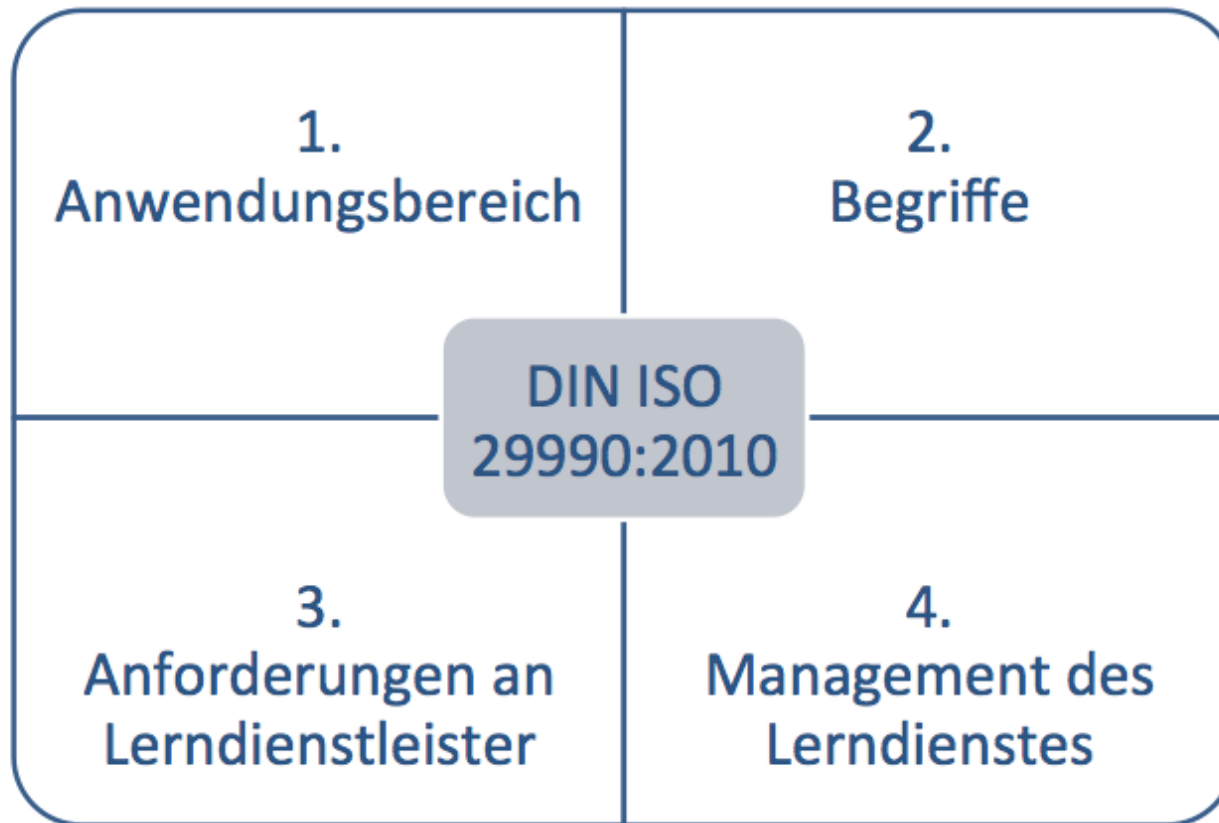 1.
Anwendungsbereich
2.
Begriffe
DIN ISO
29990:2010
3.
Anforderungen an
Lerndienstleister
4.
Management des
Lerndienstes